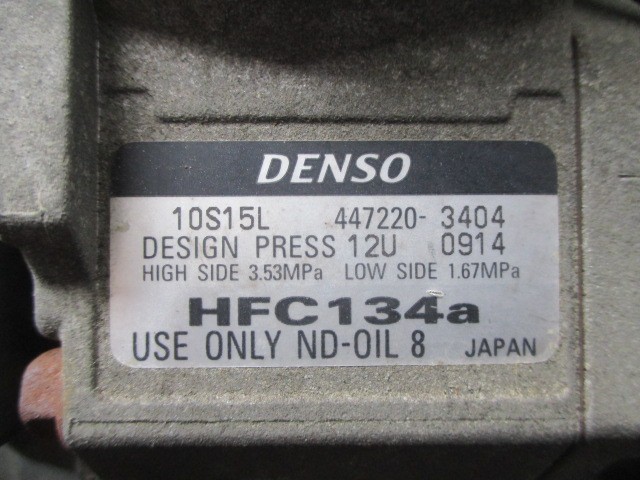 DENSO
10S15L 447220- 3404
DESIGN PRESS 12U 0914
HIGH SIDE 3.53MPa LOW SIDE 1.67MPa
HFC134a
USE ONLY ND-OIL 8 JAPAN